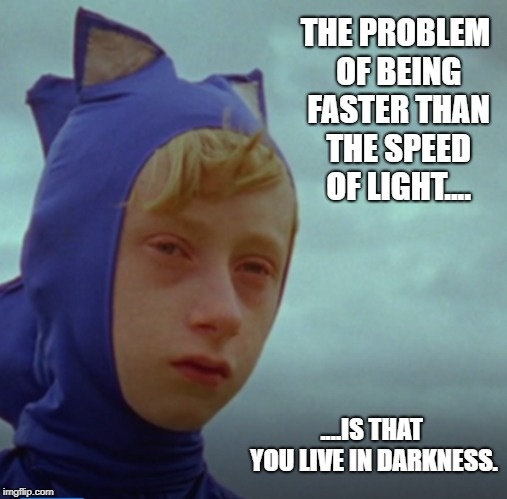 THE PROBLEM
OF BEING
FASTER THAN
THE SPEED
OF LIGHT....
....IS THAT
YOU LIVE IN DARKNESS.
imgflip.com